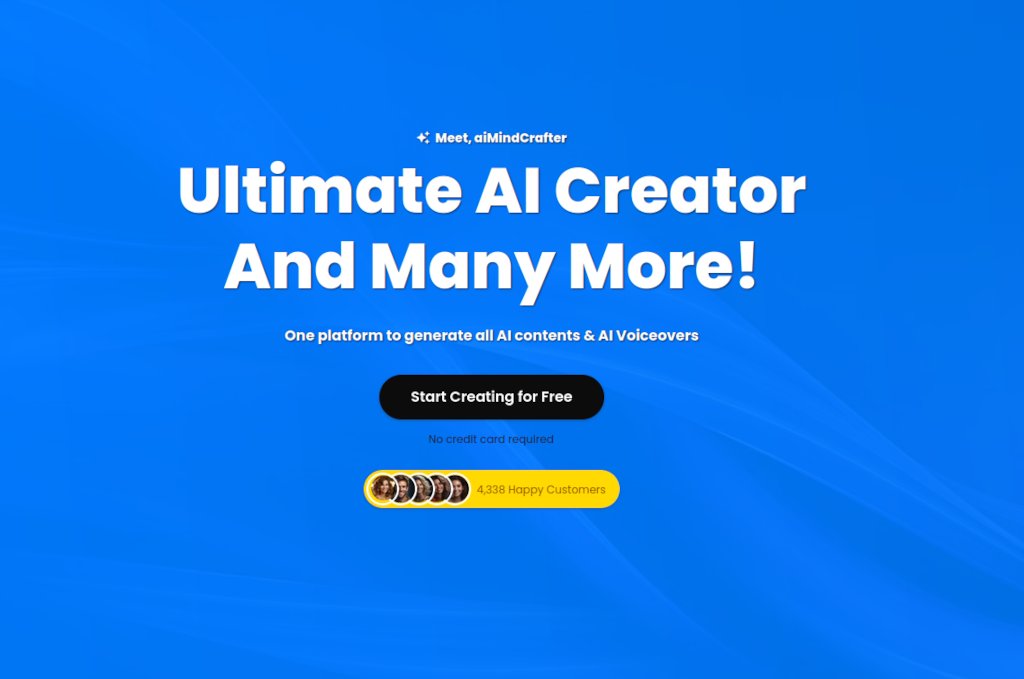 Meet, aiMindCrafter
Ultimate AI Creator
And Many More!
One platform to generate all AI contents & AI Voiceovers
Start Creating for Free
No credit card required
4,338 Happy Customers